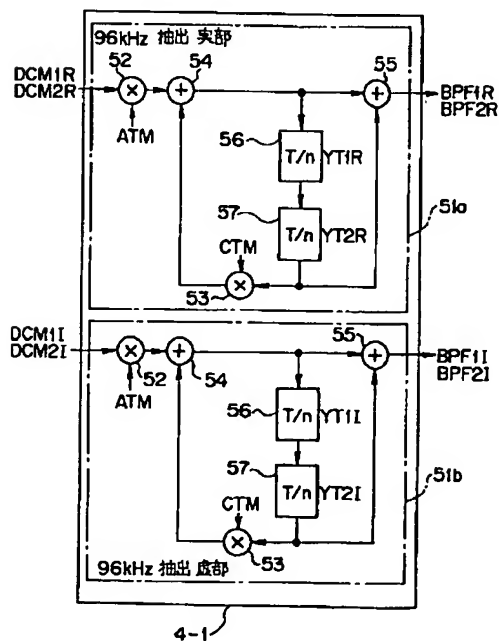 96kHz 抽出 実部
DCM1R
DCM2R
52
54
55
BPF1R
BPF2R
ATM
56
T/n
YT1R
57
T/n
YT2R
CTM
53
51a
DCM1I
DCM2I
52
54
55
BPF1I
BPF2I
ATM
56
T/n
YT1I
57
T/n
YT2I
CTM
53
51b
96kHz 抽出 虚部
4-1